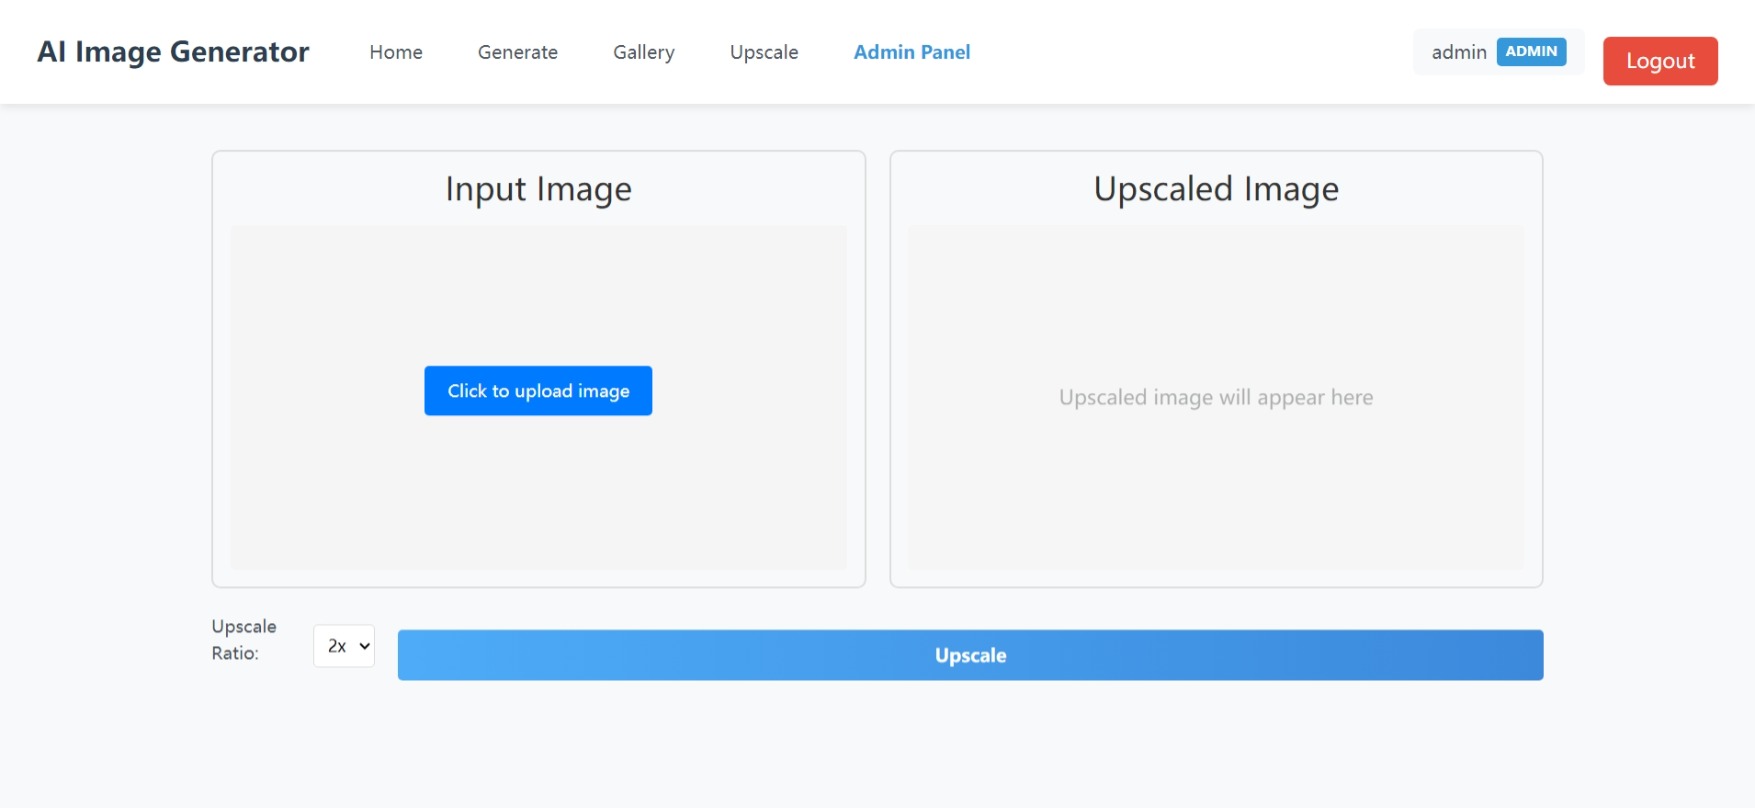 AI Image Generator Home Generate Gallery Upscale Admin Panel admin ADMIN Logout
Input Image
Click to upload image
Upscaled Image
Upscaled image will appear here
Upscale
Ratio:
2x
Upscale